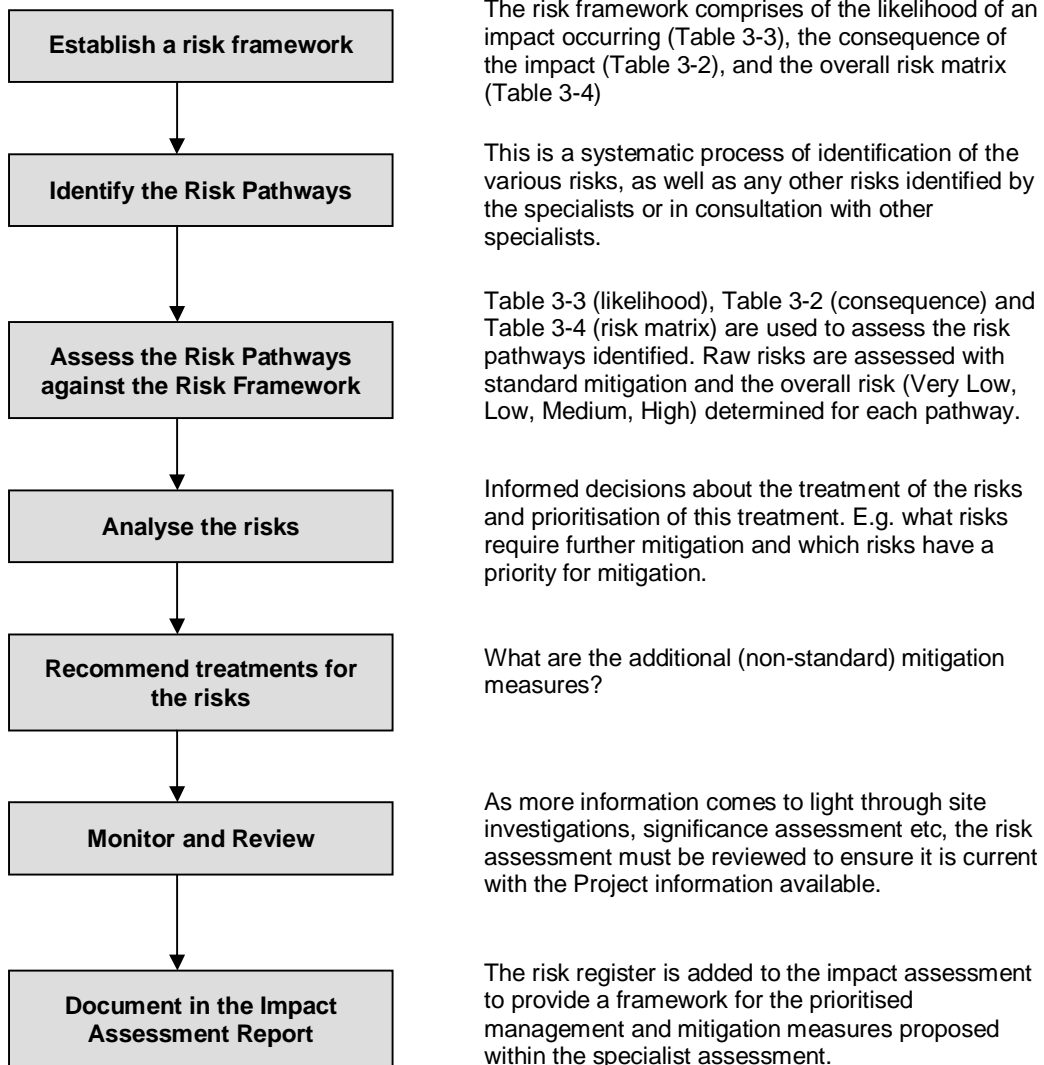 Establish a risk framework
The risk framework comprises of the likelihood of an
impact occurring (Table 3-3), the consequence of
the impact (Table 3-2), and the overall risk matrix
(Table 3-4)
Identify the Risk Pathways
This is a systematic process of identification of the
various risks, as well as any other risks identified by
the specialists or in consultation with other
specialists.
Assess the Risk Pathways
against the Risk Framework
Table 3-3 (likelihood), Table 3-2 (consequence) and
Table 3-4 (risk matrix) are used to assess the risk
pathways identified. Raw risks are assessed with
standard mitigation and the overall risk (Very Low,
Low, Medium, High) determined for each pathway.
Analyse the risks
Informed decisions about the treatment of the risks
and prioritisation of this treatment. E.g. what risks
require further mitigation and which risks have a
priority for mitigation.
Recommend treatments for
the risks
What are the additional (non-standard) mitigation
measures?
Monitor and Review
As more information comes to light through site
investigations, significance assessment etc, the risk
assessment must be reviewed to ensure it is current
with the Project information available.
Document in the Impact
Assessment Report
The risk register is added to the impact assessment
to provide a framework for the prioritised
management and mitigation measures proposed
within the specialist assessment.